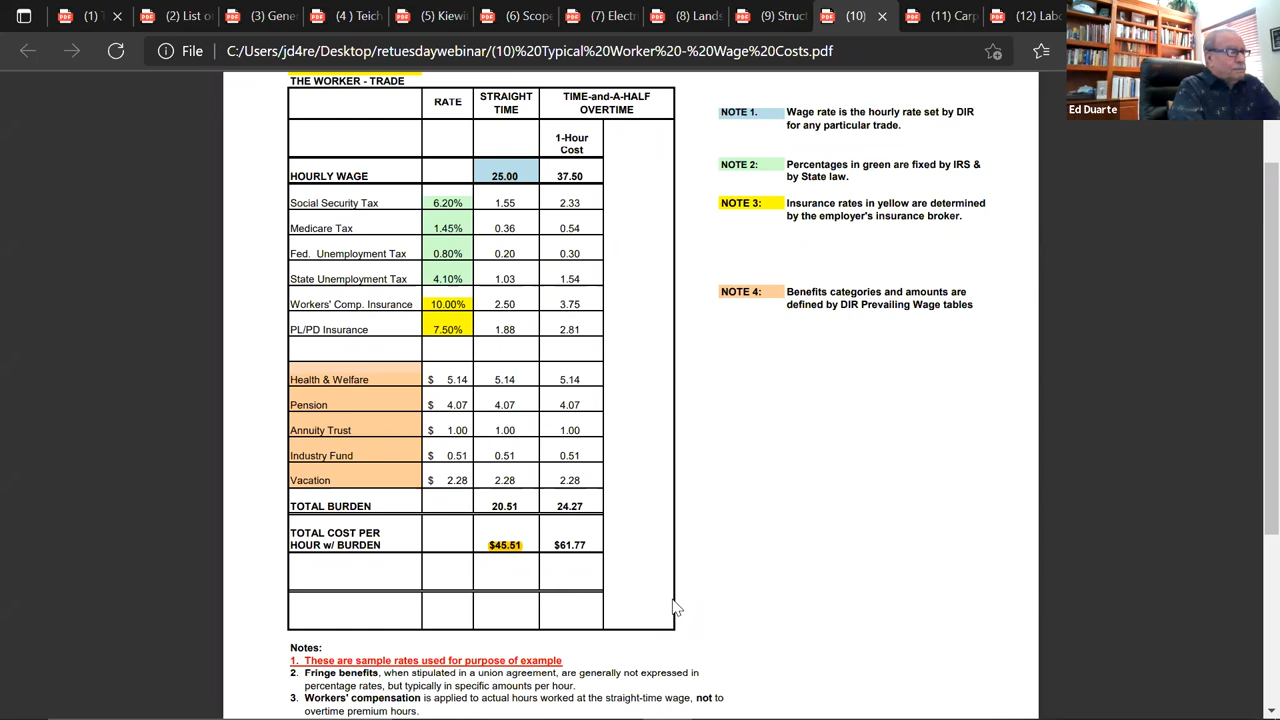 (1) T
(2) List o
(3) Gene
(4) Teich
(5) Kiewi
(6) Scope
(7) Electr
(8) Lands
(9) Struct
(10)
(11) Carp
(12) Labo
File C:/Users/jd4re/Desktop/retuesdaywebinar/(10)%20Typical%20Worker%20-%20Wage%20Costs.pdf
Ed Duarte
THE WORKER - TRADE
RATE STRAIGHT TIME TIME-and-A-HALF OVERTIME
1-Hour Cost
HOURLY WAGE 25.00 37.50
Social Security Tax 6.20% 1.55 2.33
Medicare Tax 1.45% 0.36 0.54
Fed. Unemployment Tax 0.80% 0.20 0.30
State Unemployment Tax 4.10% 1.03 1.54
Workers' Comp. Insurance 10.00% 2.50 3.75
PL/PD Insurance 7.50% 1.88 2.81
Health & Welfare $ 5.14 5.14 5.14
Pension $ 4.07 4.07 4.07
Annuity Trust $ 1.00 1.00 1.00
Industry Fund $ 0.51 0.51 0.51
Vacation $ 2.28 2.28 2.28
TOTAL BURDEN 20.51 24.27
TOTAL COST PER
HOUR w/ BURDEN $45.51 $61.77
NOTE 1. Wage rate is the hourly rate set by DIR
for any particular trade.
NOTE 2: Percentages in green are fixed by IRS &
by State law.
NOTE 3: Insurance rates in yellow are determined
by the employer's insurance broker.
NOTE 4: Benefits categories and amounts are
defined by DIR Prevailing Wage tables
Notes:
1. These are sample rates used for purpose of example
2. Fringe benefits, when stipulated in a union agreement, are generally not expressed in
percentage rates, but typically in specific amounts per hour.
3. Workers' compensation is applied to actual hours worked at the straight-time wage, not to
overtime premium hours.